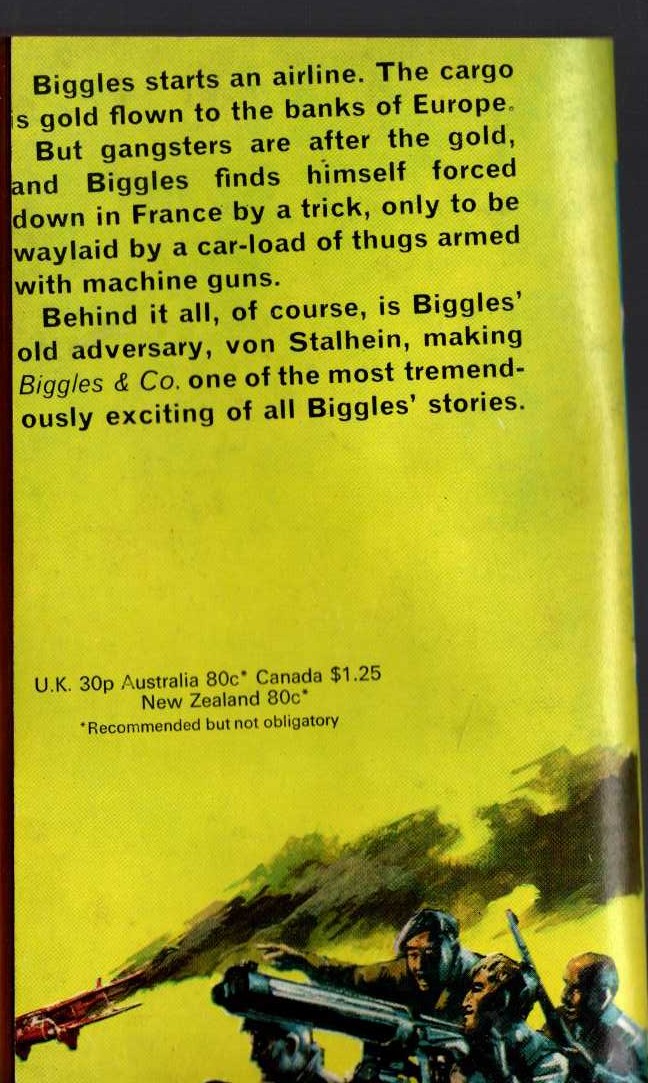 Biggles starts an airline. The cargo
is gold flown to the banks of Europe.
But gangsters are after the gold,
and Biggles finds himself forced
down in France by a trick, only to be
waylaid by a car-load of thugs armed
with machine guns.
Behind it all, of course, is Biggles'
old adversary, von Stalhein, making
Biggles & Co. one of the most tremend-
ously exciting of all Biggles' stories.
U.K. 30p Australia 80c* Canada $1.25
New Zealand 80c*
*Recommended but not obligatory